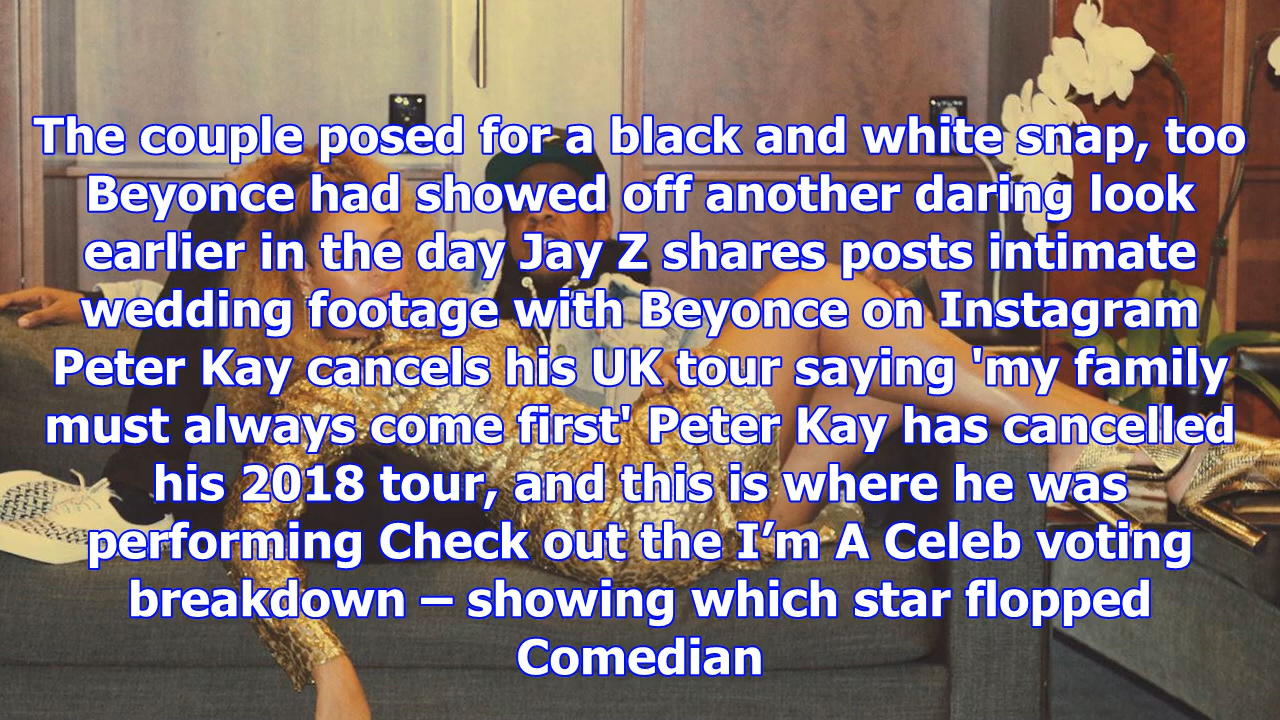 The couple posed for a black and white snap, too
Beyonce had showed off another daring look
earlier in the day Jay Z shares posts intimate
wedding footage with Beyonce on Instagram
Peter Kay cancels his UK tour saying 'my family
must always come first' Peter Kay has cancelled
his 2018 tour, and this is where he was
performing Check out the I’m A Celeb voting
breakdown – showing which star flopped
Comedian